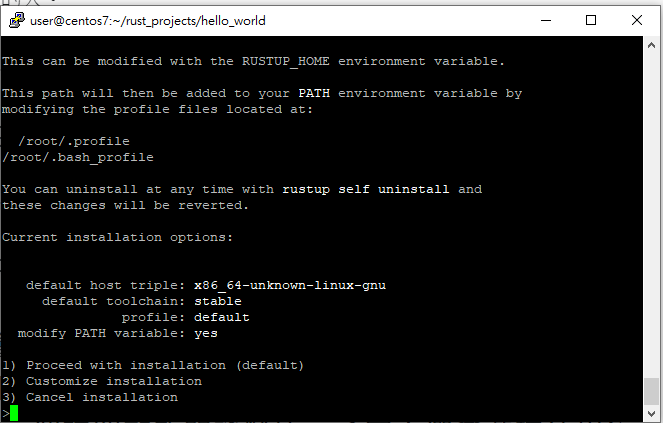 user@centos7:~/rust_projects/hello_world
This can be modified with the RUSTUP_HOME environment variable.
This path will then be added to your PATH environment variable by
modifying the profile files located at:
/root/.profile
/root/.bash_profile
You can uninstall at any time with rustup self uninstall and
these changes will be reverted.
Current installation options:
default host triple: x86_64-unknown-linux-gnu
default toolchain: stable
profile: default
modify PATH variable: yes
1) Proceed with installation (default)
2) Customize installation
3) Cancel installation
>